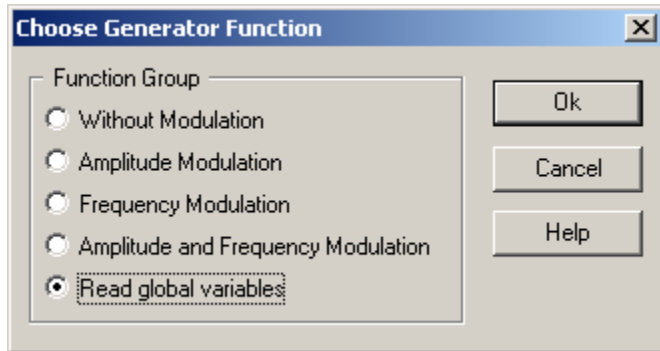 Choose Generator Function
Function Group
Without Modulation
Amplitude Modulation
Frequency Modulation
Amplitude and Frequency Modulation
Read global variables
Ok
Cancel
Help